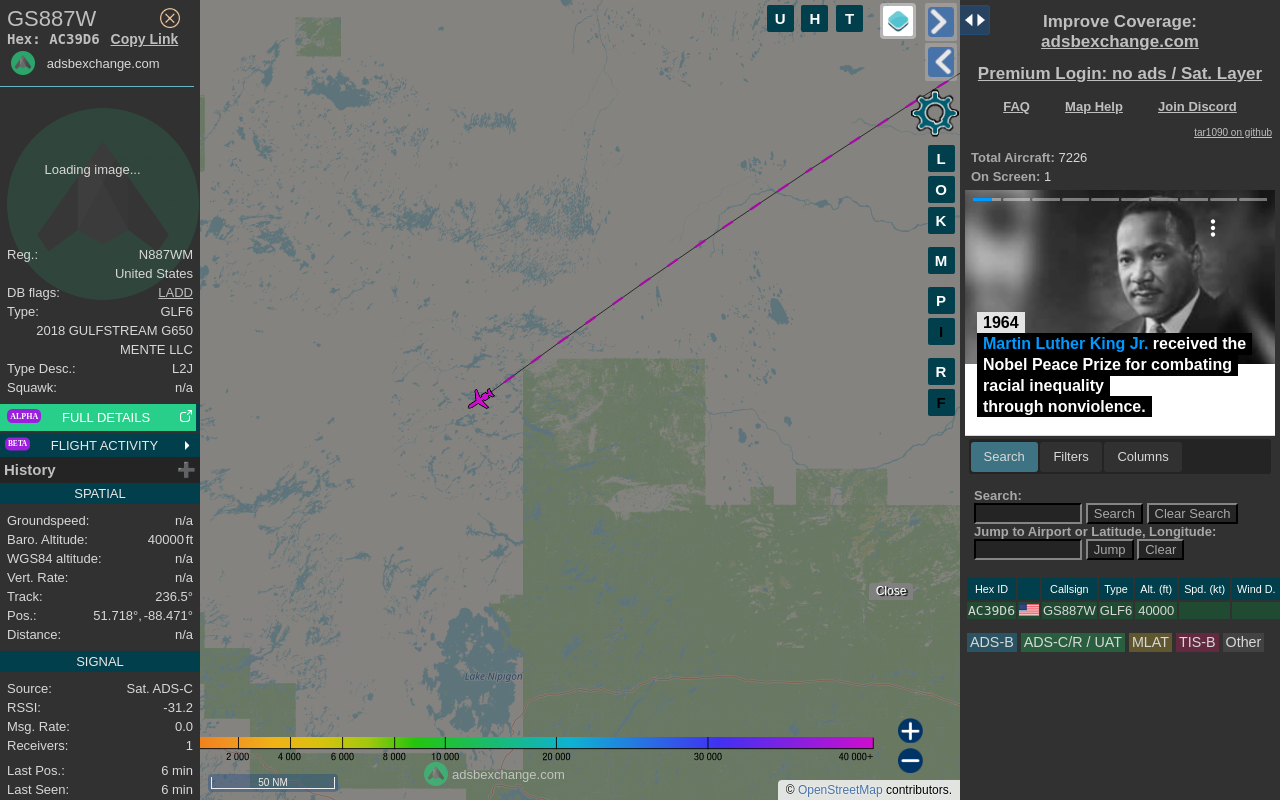 GS887W
Hex: AC39D6 Copy Link
adsbexchange.com
Loading image...
Reg.: N887WM
United States
DB flags: LADD
Type: GLF6
2018 GULFSTREAM G650
MENTE LLC
Type Desc.: L2J
Squawk: n/a
ALPHA FULL DETAILS
BETA FLIGHT ACTIVITY
History
SPATIAL
Groundspeed: n/a
Baro. Altitude: 40000 ft
WGS84 altitude: n/a
Vert. Rate: n/a
Track: 236.5°
Pos.: 51.718°, -88.471°
Distance: n/a
SIGNAL
Source: Sat. ADS-C
RSSI: -31.2
Msg. Rate: 0.0
Receivers: 1
Last Pos.: 6 min
Last Seen: 6 min
U H T
L
O
K
M
P
I
R
F
Close
Lake Nipigon
2 000 4 000 6 000 8 000 10 000 20 000 30 000 40 000+
50 NM
adsbexchange.com
© OpenStreetMap contributors.
Improve Coverage:
adsbexchange.com
Premium Login: no ads / Sat. Layer
FAQ Map Help Join Discord
tar1090 on github
Total Aircraft: 7226
On Screen: 1
1964
Martin Luther King Jr. received the
Nobel Peace Prize for combating
racial inequality
through nonviolence.
Search Filters Columns
Search:
Search Clear Search
Jump to Airport or Latitude, Longitude:
Jump Clear
Hex ID Callsign Type Alt. (ft) Spd. (kt) Wind D.
AC39D6 GS887W GLF6 40000
ADS-B ADS-C/R / UAT MLAT TIS-B Other